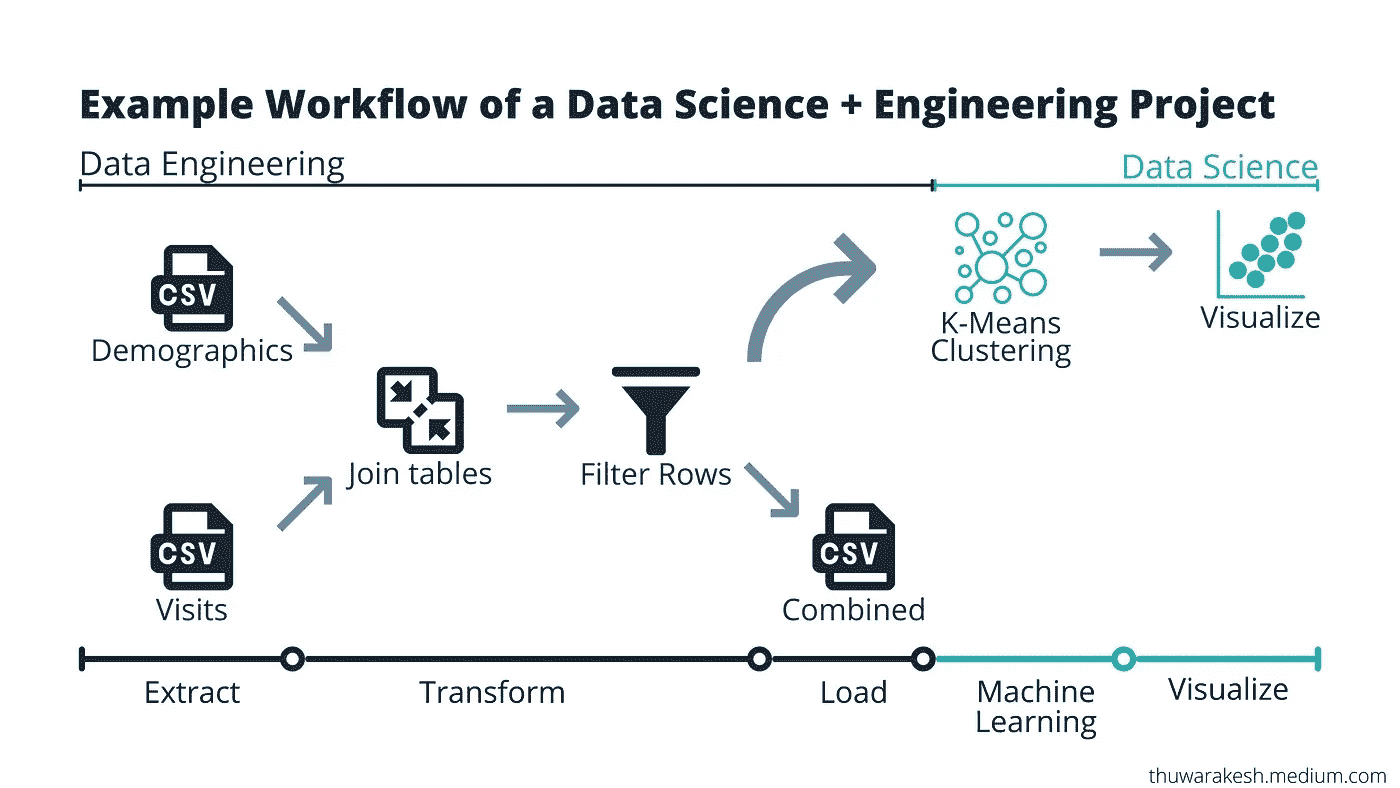 Example Workflow of a Data Science + Engineering Project
Data Engineering
Data Science
CSV
Demographics
K-Means
Clustering
Visualize
Join tables
Filter Rows
CSV
Visits
CSV
Combined
Extract
Transform
Load
Machine
Learning
Visualize
thuwarakesh.medium.com